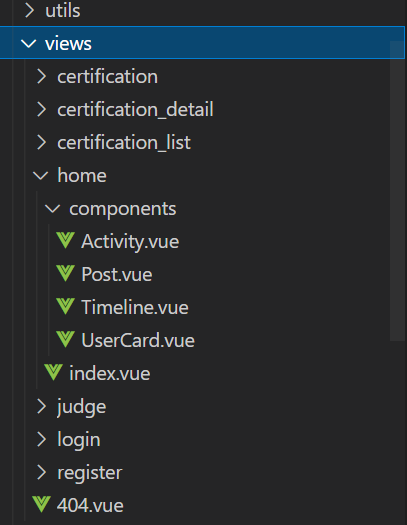 utils
views
certification
certification_detail
certification_list
home
components
Activity.vue
Post.vue
Timeline.vue
UserCard.vue
index.vue
judge
login
register
404.vue